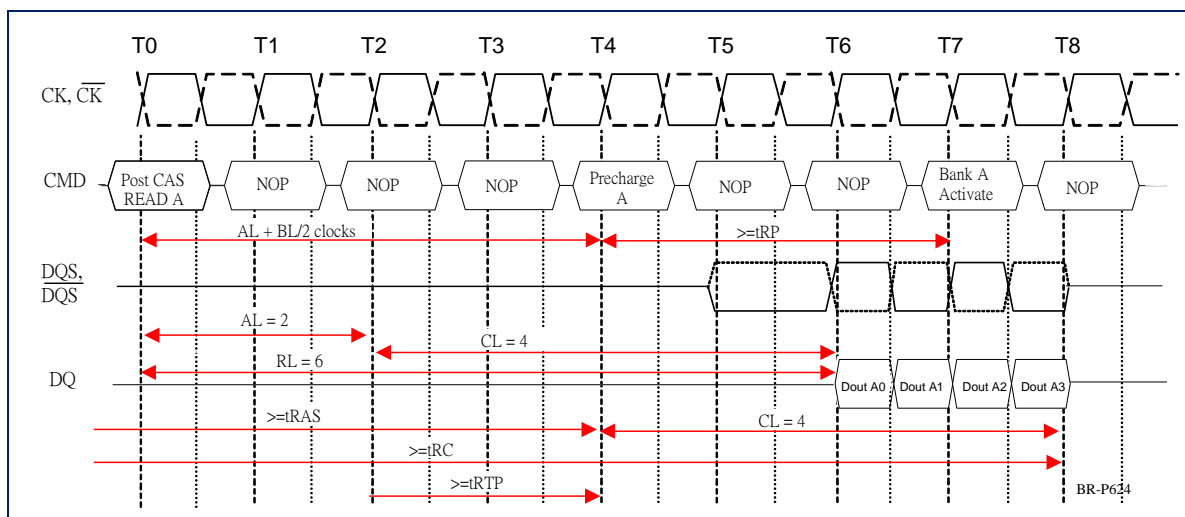 T0 T1 T2 T3 T4 T5 T6 T7 T8
CK, C̅K̅
CMD
Post CAS
READ A
NOP
NOP
NOP
Precharge
A
NOP
NOP
Bank A
Activate
NOP
AL + BL/2 clocks
>=tRP
DQS,
D̅Q̅S̅
AL = 2
CL = 4
RL = 6
DQ
Dout A0
Dout A1
Dout A2
Dout A3
>=tRAS
CL = 4
>=tRC
>=tRTP
BR-P624